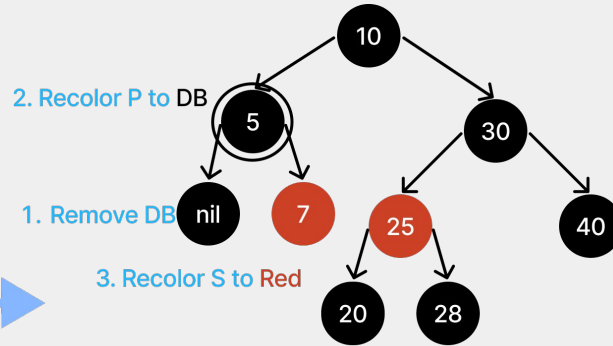 10
2. Recolor P to DB
5
30
1. Remove DB
nil
7
25
40
3. Recolor S to Red
20
28